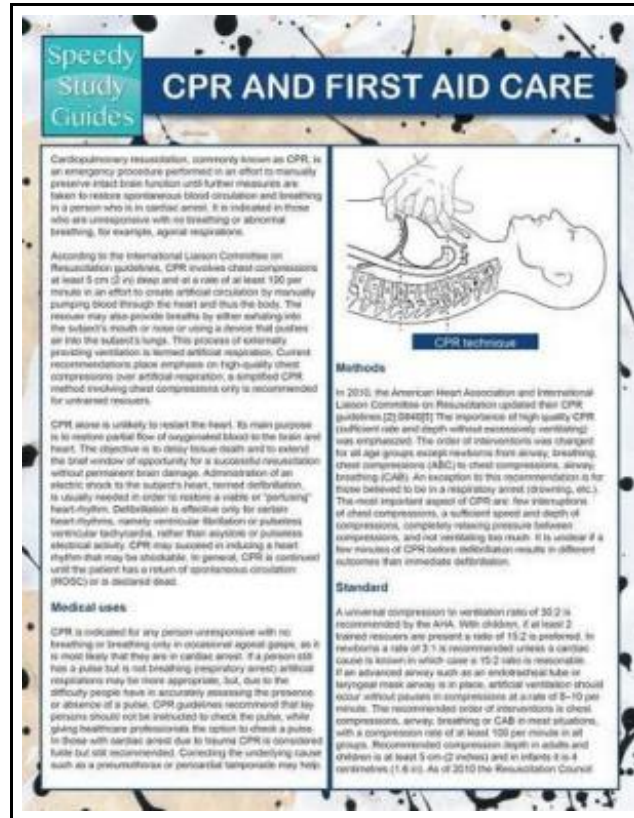 Speedy
Study
Guides
CPR AND FIRST AID CARE
Cardiopulmonary resuscitation, commonly known as CPR, is
an emergency procedure performed in an effort to manually
preserve intact brain function until further measures are
taken to restore spontaneous blood circulation and breathing
in a person who is in cardiac arrest. It is indicated in those
who are unresponsive with no breathing or abnormal
breathing, for example, agonal respirations.
According to the International Liaison Committee on
Resuscitation guidelines, CPR involves chest compressions
at least 5 cm (2 in) deep and at a rate of at least 100 per
minute in an effort to create artificial circulation by manually
pumping blood through the heart and thus the body. The
rescuer may also provide breaths by either exhaling into
the subject's mouth or nose or using a device that pushes
air into the subject's lungs. This process of externally
providing ventilation is termed artificial respiration. Current
recommendations place emphasis on high-quality chest
compressions over artificial respiration; a simplified CPR
method involving chest compressions only is recommended
for untrained rescuers.
CPR alone is unlikely to restart the heart. Its main purpose
is to restore partial flow of oxygenated blood to the brain and
heart. The objective is to delay tissue death and to extend
the brief window of opportunity for a successful resuscitation
without permanent brain damage. Administration of an
electric shock to the subject's heart, termed defibrillation,
is usually needed in order to restore a viable or "perfusing"
heart rhythm. Defibrillation is effective only for certain
heart rhythms, namely ventricular fibrillation or pulseless
ventricular tachycardia, rather than asystole or pulseless
electrical activity. CPR may succeed in inducing a heart
rhythm that may be shockable. In general, CPR is continued
until the patient has a return of spontaneous circulation
(ROSC) or is declared dead.
Medical uses
CPR is indicated for any person unresponsive with no
breathing or breathing only in occasional agonal gasps, as it
is most likely that they are in cardiac arrest. If a person still
has a pulse but is not breathing (respiratory arrest) artificial
respirations may be more appropriate, but, due to the
difficulty people have in accurately assessing the presence
or absence of a pulse, CPR guidelines recommend that lay
persons should not be instructed to check the pulse, while
giving healthcare professionals the option to check a pulse.
In those with cardiac arrest due to trauma CPR is considered
futile but still recommended. Correcting the underlying cause
such as a pneumothorax or pericardial tamponade may help.
CPR technique
Methods
In 2010, the American Heart Association and International
Liaison Committee on Resuscitation updated their CPR
guidelines. The importance of high quality CPR
(sufficient rate and depth without excessively ventilating)
was emphasized. The order of interventions was changed
for all age groups except newborns from airway, breathing,
chest compressions (ABC) to chest compressions, airway,
breathing (CAB). An exception to this recommendation is for
those believed to be in a respiratory arrest (drowning, etc.).
The most important aspect of CPR are: few interruptions
of chest compressions, a sufficient speed and depth of
compressions, completely relaxing pressure between
compressions, and not ventilating too much. It is unclear if a
few minutes of CPR before defibrillation results in different
outcomes than immediate defibrillation.
Standard
A universal compression to ventilation ratio of 30:2 is
recommended by the AHA. With children, if at least 2
trained rescuers are present a ratio of 15:2 is preferred. In
newborns a rate of 3:1 is recommended unless a cardiac
cause is known in which case a 15:2 ratio is reasonable.
If an advanced airway such as an endotracheal tube or
laryngeal mask airway is in place, artificial ventilation should
occur without pauses in compressions at a rate of 8–10 per
minute. The recommended order of interventions is chest
compressions, airway, breathing or CAB in most situations,
with a compression rate of at least 100 per minute in all
groups. Recommended compression depth in adults and
children is at least 5 cm (2 inches) and in infants it is 4
centimetres (1.6 in). As of 2010 the Resuscitation Council